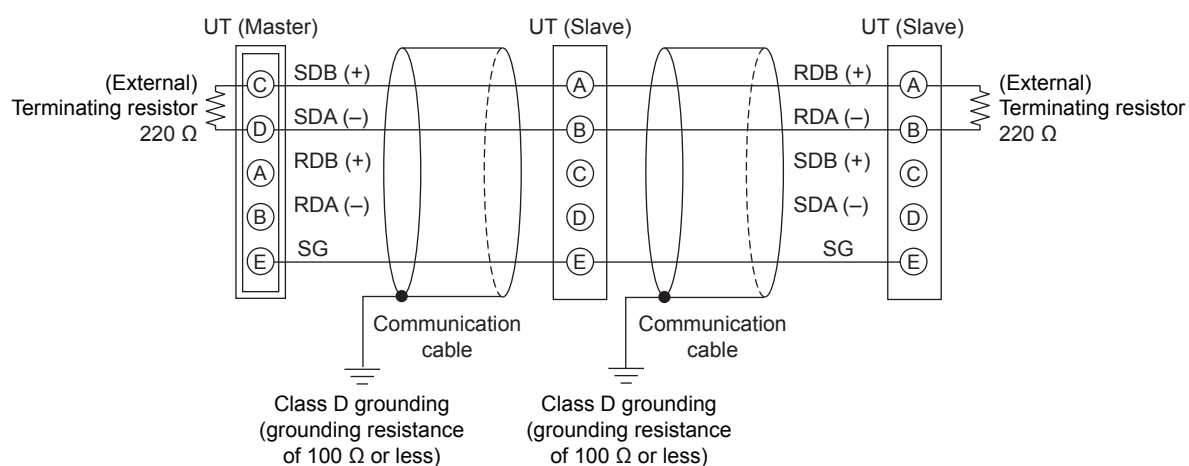 UT (Master)
UT (Slave)
UT (Slave)
(External)
Terminating resistor
220 Ω
C
D
A
B
E
SDB (+)
SDA (–)
RDB (+)
RDA (–)
SG
A
B
C
D
E
RDB (+)
RDA (–)
SDB (+)
SDA (–)
SG
A
B
C
D
E
(External)
Terminating resistor
220 Ω
Communication
cable
Communication
cable
Class D grounding
(grounding resistance
of 100 Ω or less)
Class D grounding
(grounding resistance
of 100 Ω or less)